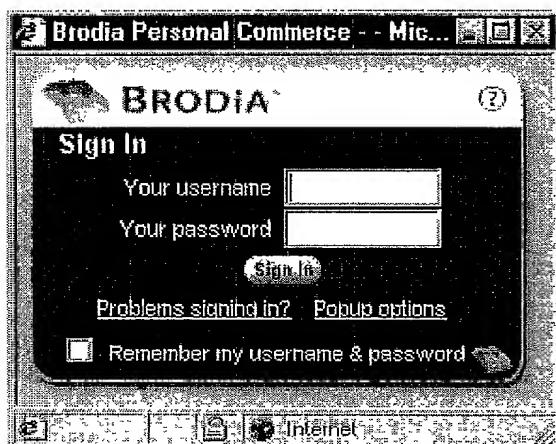 Brodia Personal Commerce - - Mic...
BRODiA
?
Sign In
Your username
Your password
Sign In
Problems signing in? Popup options
Remember my username & password
Internet